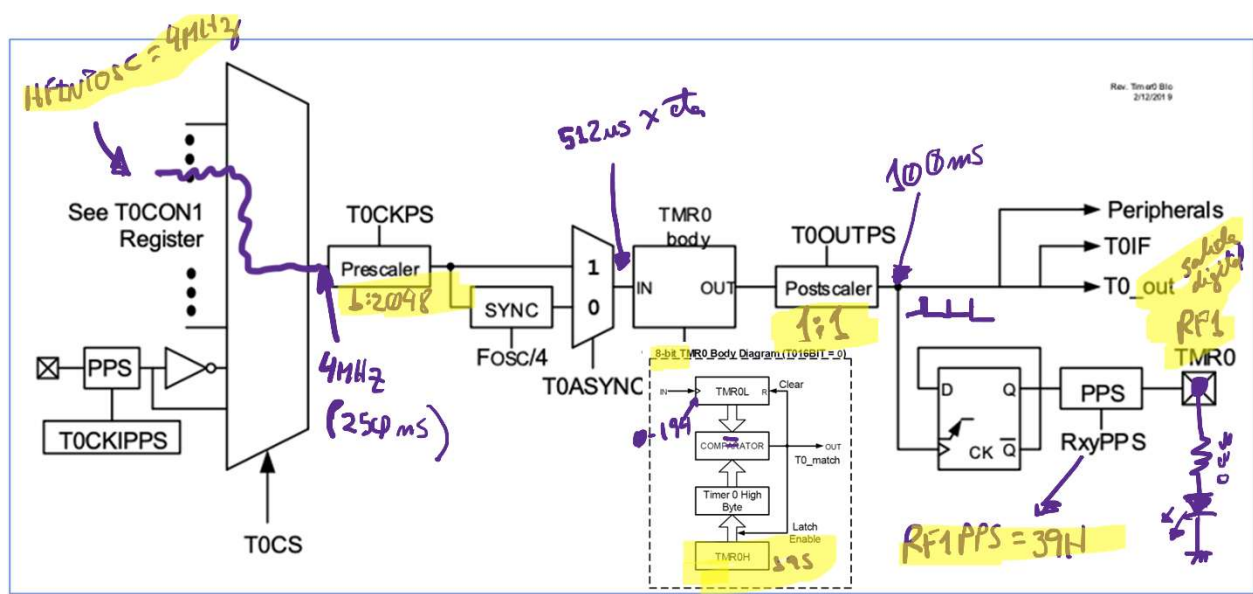 HFINTOSC = 4MHz
Rev. Timer0 Blo
2/12/2019
512us x cta
100ms
See T0CON1
Register
T0CKPS
TMR0
body
T0OUTPS
Peripherals
T0IF
T0_out
salida
digital
RF1
TMR0
Prescaler
1:2048
SYNC
1
0
IN
OUT
Postscaler
1:1
FOSC/4
T0ASYNC
4MHz
(250ns)
PPS
T0CKIPPS
T0CS
8-bit TMR0 Body Diagram (T016BIT = 0)
IN
TMR0L
R
Clear
0-194
COMPARATOR
=
OUT
T0_match
Timer 0 High
Byte
Latch
Enable
TMR0H
D
Q
CK
Q
PPS
RxyPPS
RF1PPS = 39H